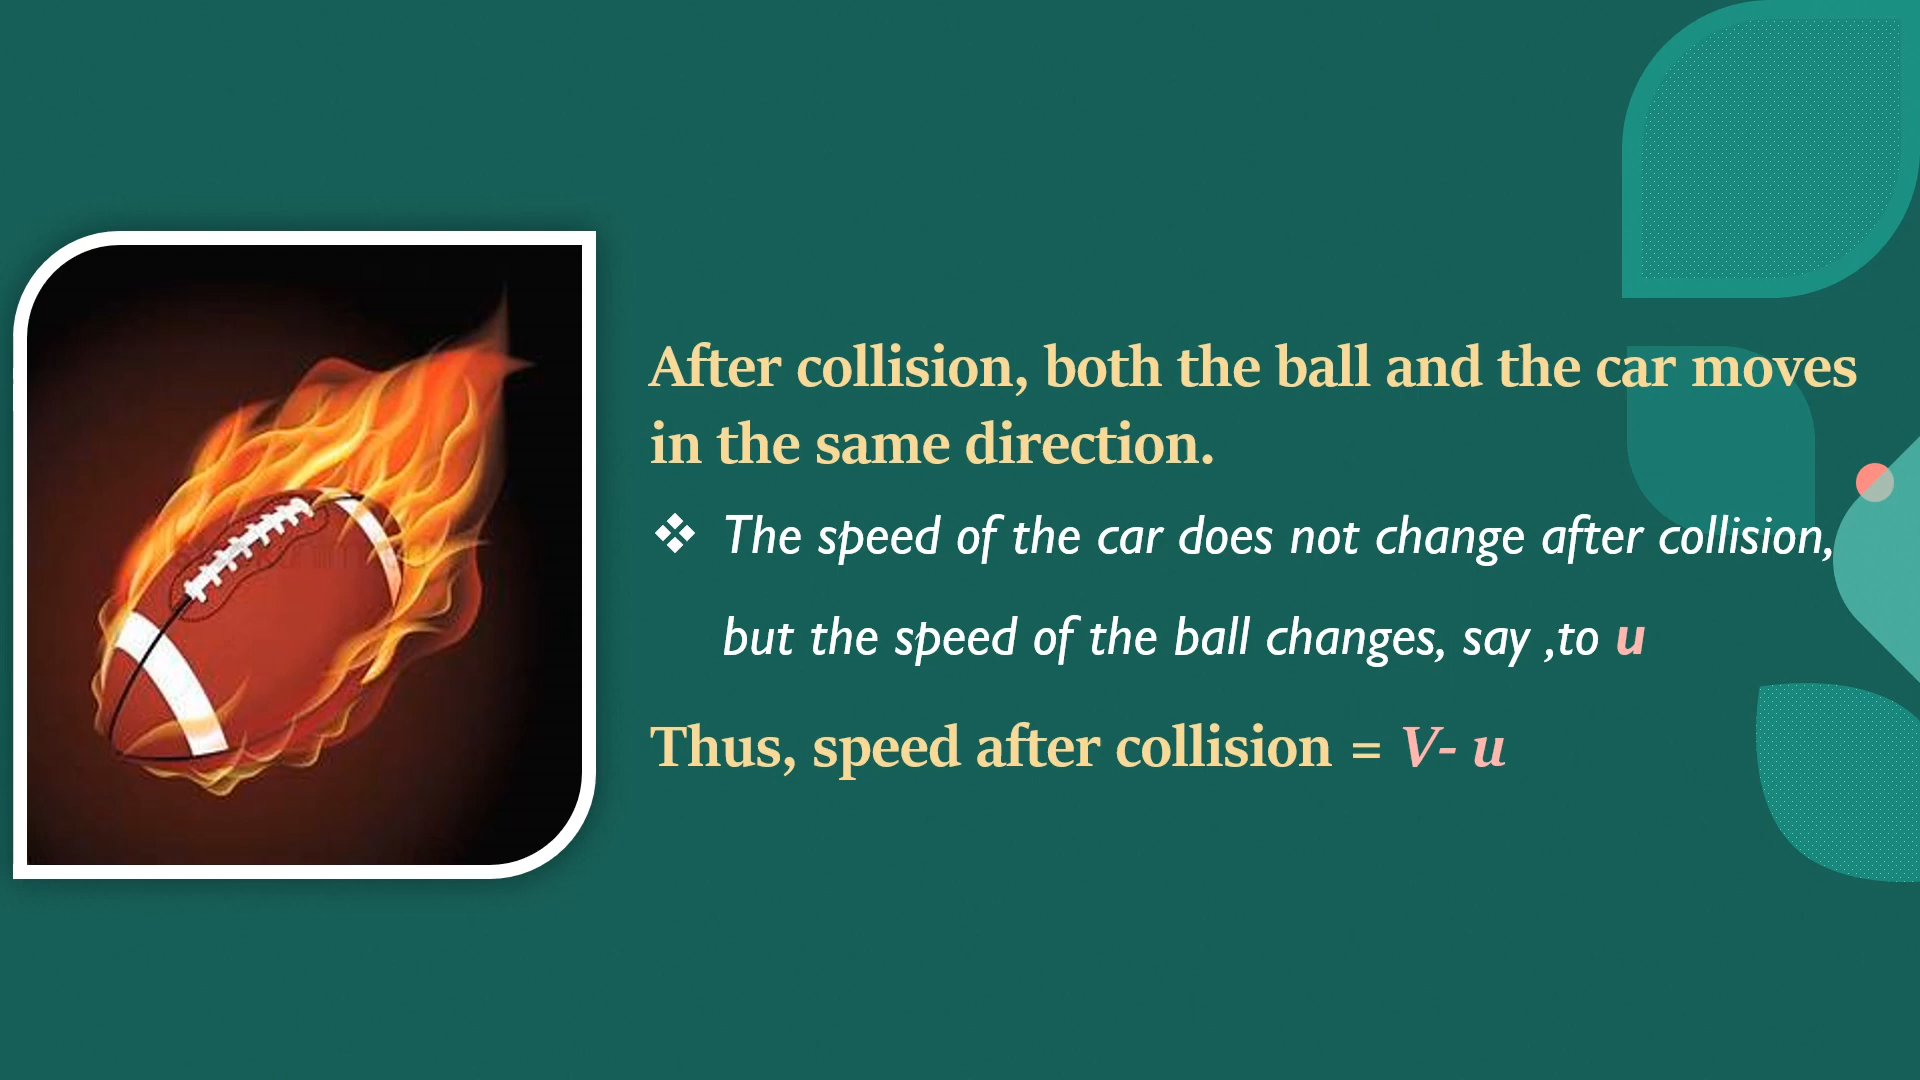 After collision, both the ball and the car moves
in the same direction.
❖ The speed of the car does not change after collision,
but the speed of the ball changes, say ,to u
Thus, speed after collision = V- u